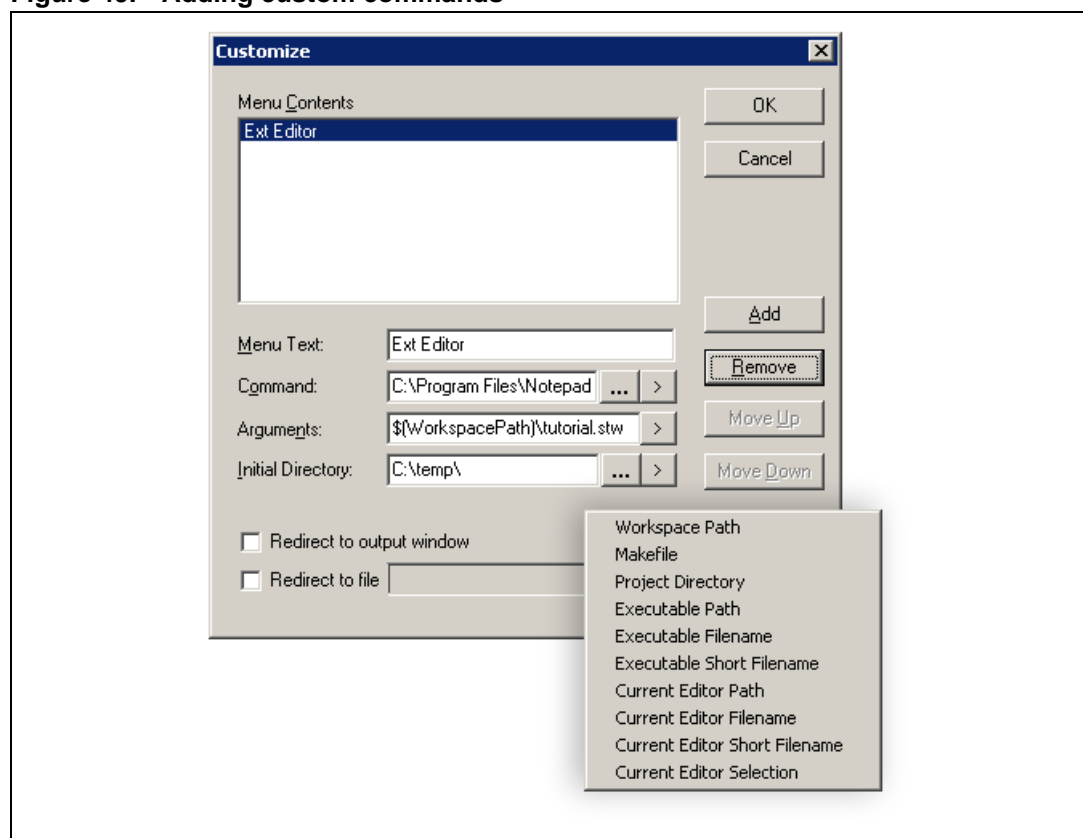 Adding custom commands
Customize
Menu Contents
Ext Editor
OK
Cancel
Add
Remove
Move Up
Move Down
Menu Text:
Ext Editor
Command:
C:\Program Files\Notepad
...
>
Arguments:
$(WorkspacePath)\tutorial.stw
>
Initial Directory:
C:\temp\
...
>
Redirect to output window
Redirect to file
Workspace Path
Makefile
Project Directory
Executable Path
Executable Filename
Executable Short Filename
Current Editor Path
Current Editor Filename
Current Editor Short Filename
Current Editor Selection